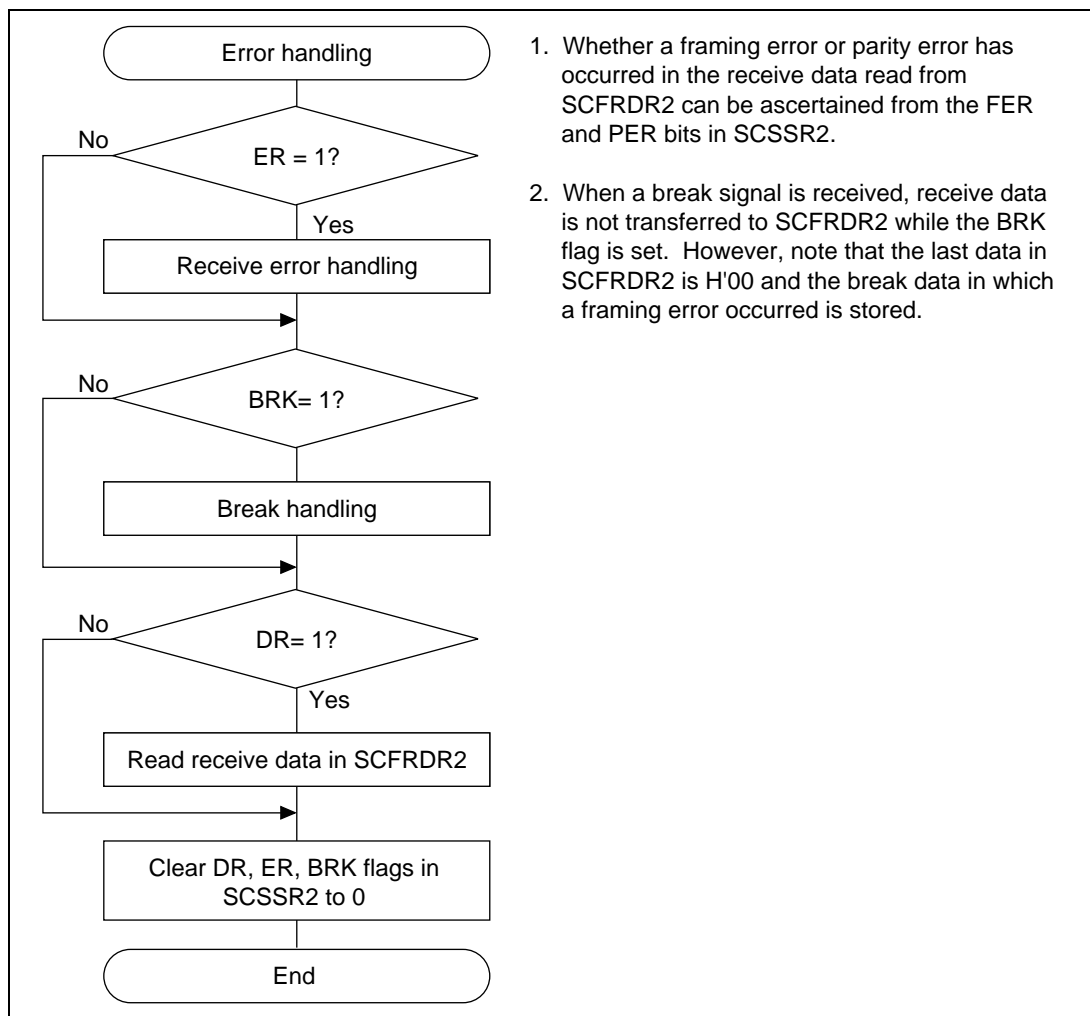 Error handling
No
ER = 1?
Yes
Receive error handling
No
BRK= 1?
Break handling
No
DR= 1?
Yes
Read receive data in SCFRDR2
Clear DR, ER, BRK flags in
SCSSR2 to 0
End
1. Whether a framing error or parity error has
occurred in the receive data read from
SCFRDR2 can be ascertained from the FER
and PER bits in SCSSR2.
2. When a break signal is received, receive data
is not transferred to SCFRDR2 while the BRK
flag is set. However, note that the last data in
SCFRDR2 is H'00 and the break data in which
a framing error occurred is stored.